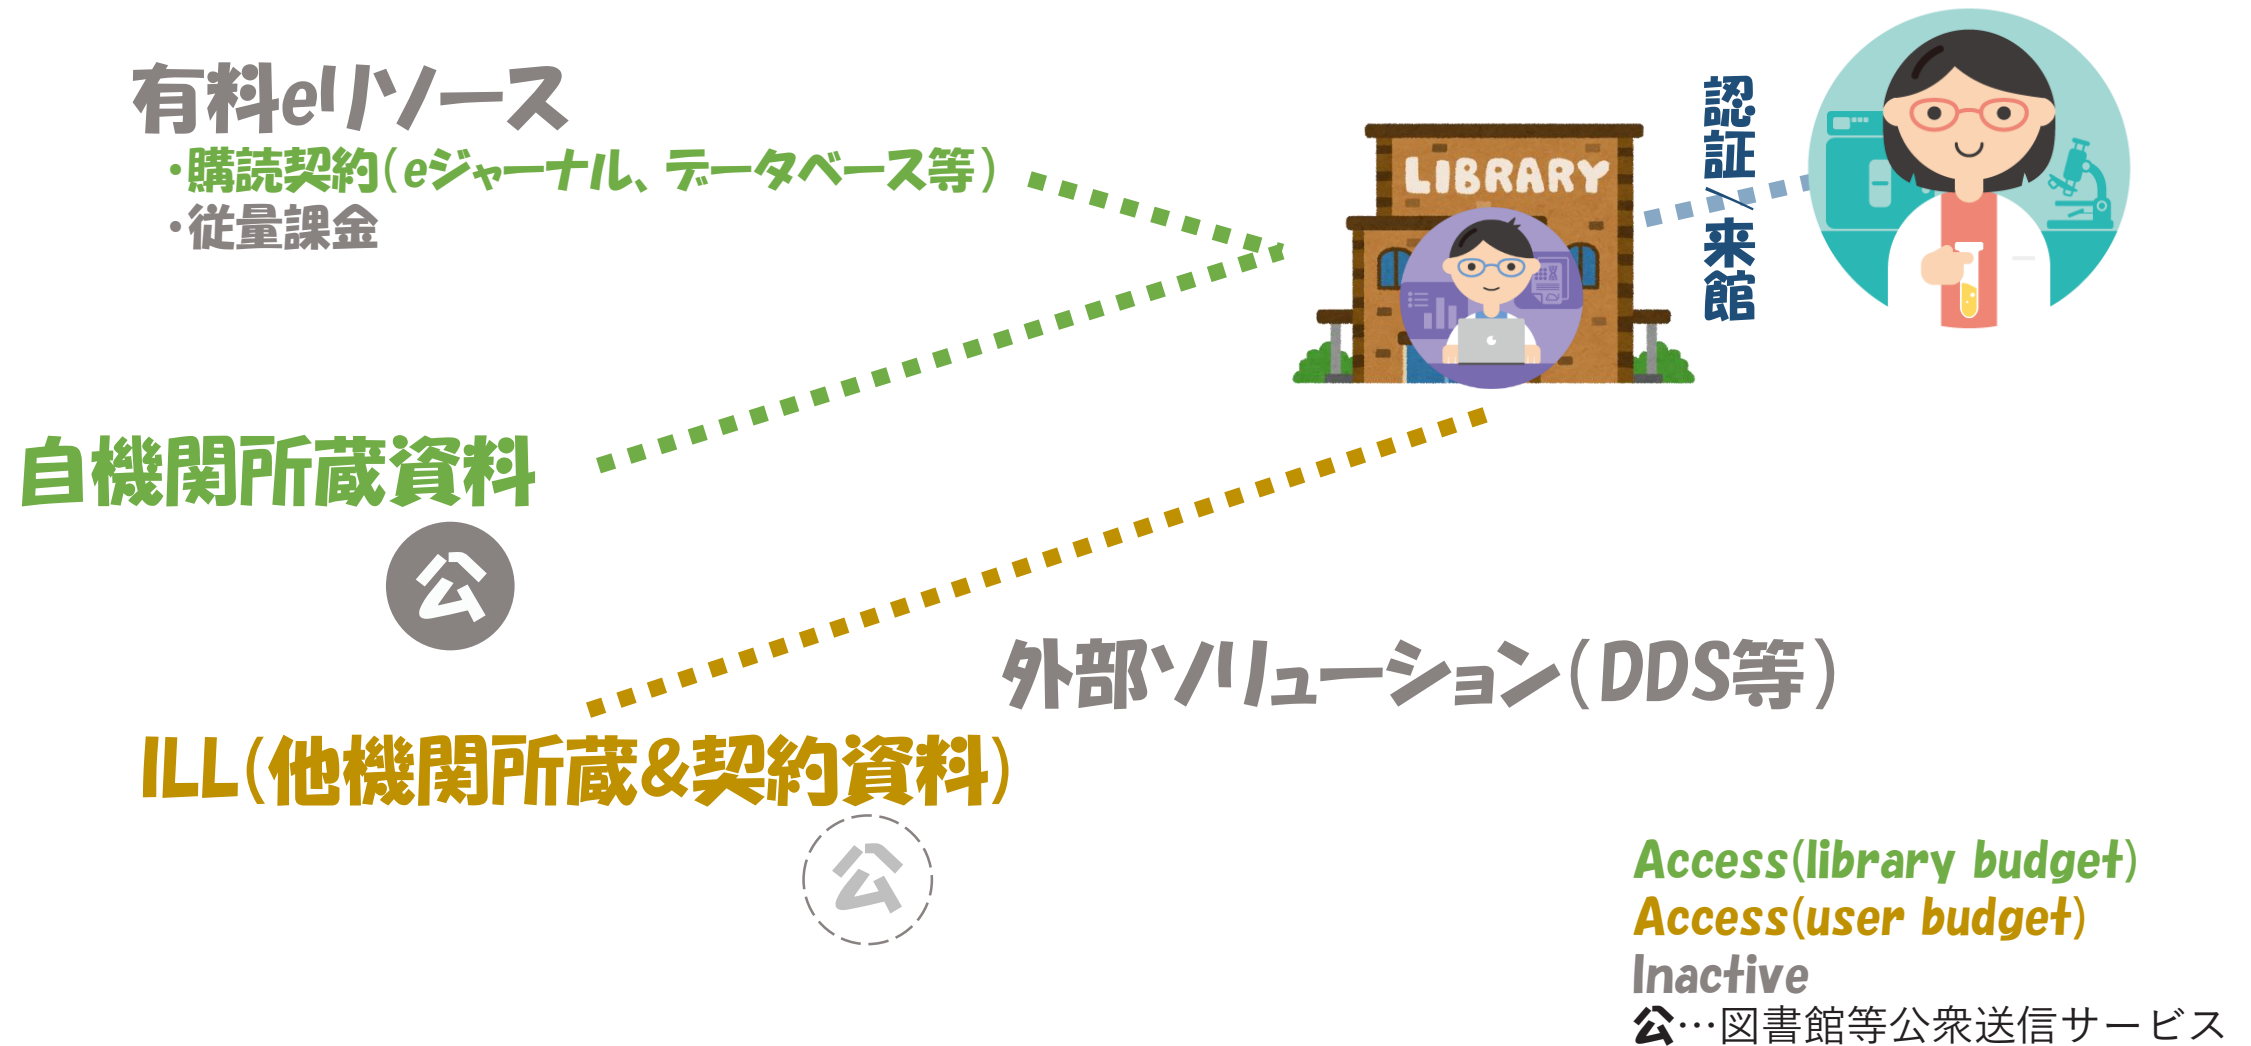 有料eリソース
・購読契約(eジャーナル、データベース等)
・従量課金
LIBRARY
認証/来館
自機関所蔵資料
公
外部ソリューション(DDS等)
ILL(他機関所蔵&契約資料)
公
Access(library budget)
Access(user budget)
Inactive
公…図書館等公衆送信サービス